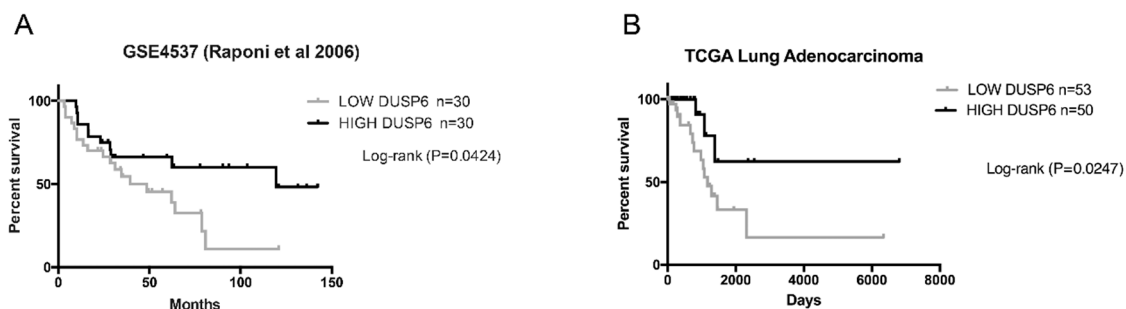 A
GSE4537 (Raponi et al 2006)
100
50
0
Percent survival
0 50 100 150
Months
LOW DUSP6 n=30
HIGH DUSP6 n=30
Log-rank (P=0.0424)
B
TCGA Lung Adenocarcinoma
100
50
0
Percent survival
0 2000 4000 6000 8000
Days
LOW DUSP6 n=53
HIGH DUSP6 n=50
Log-rank (P=0.0247)